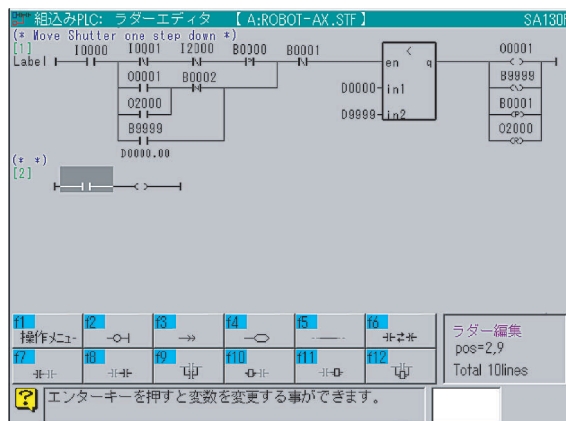 組込みPLC: ラダーエディタ 【 A:ROBOT-AX.STF 】 SA130F
(* Move Shutter one step down *)
[1] I0000 I0001 I2000 B0300 B0001 < 00001
Label en q
00001 B0002 B9999
D0000 in1
02000 B0001
D9999 in2
B9999 02000
D0000.00
(* *)
[2]
f1 f2 f3 f4 f5 f6
操作メニュー
ラダー編集
f7 f8 f9 f10 f11 f12
pos=2,9
Total 10lines
エンターキーを押すと変数を変更する事ができます。